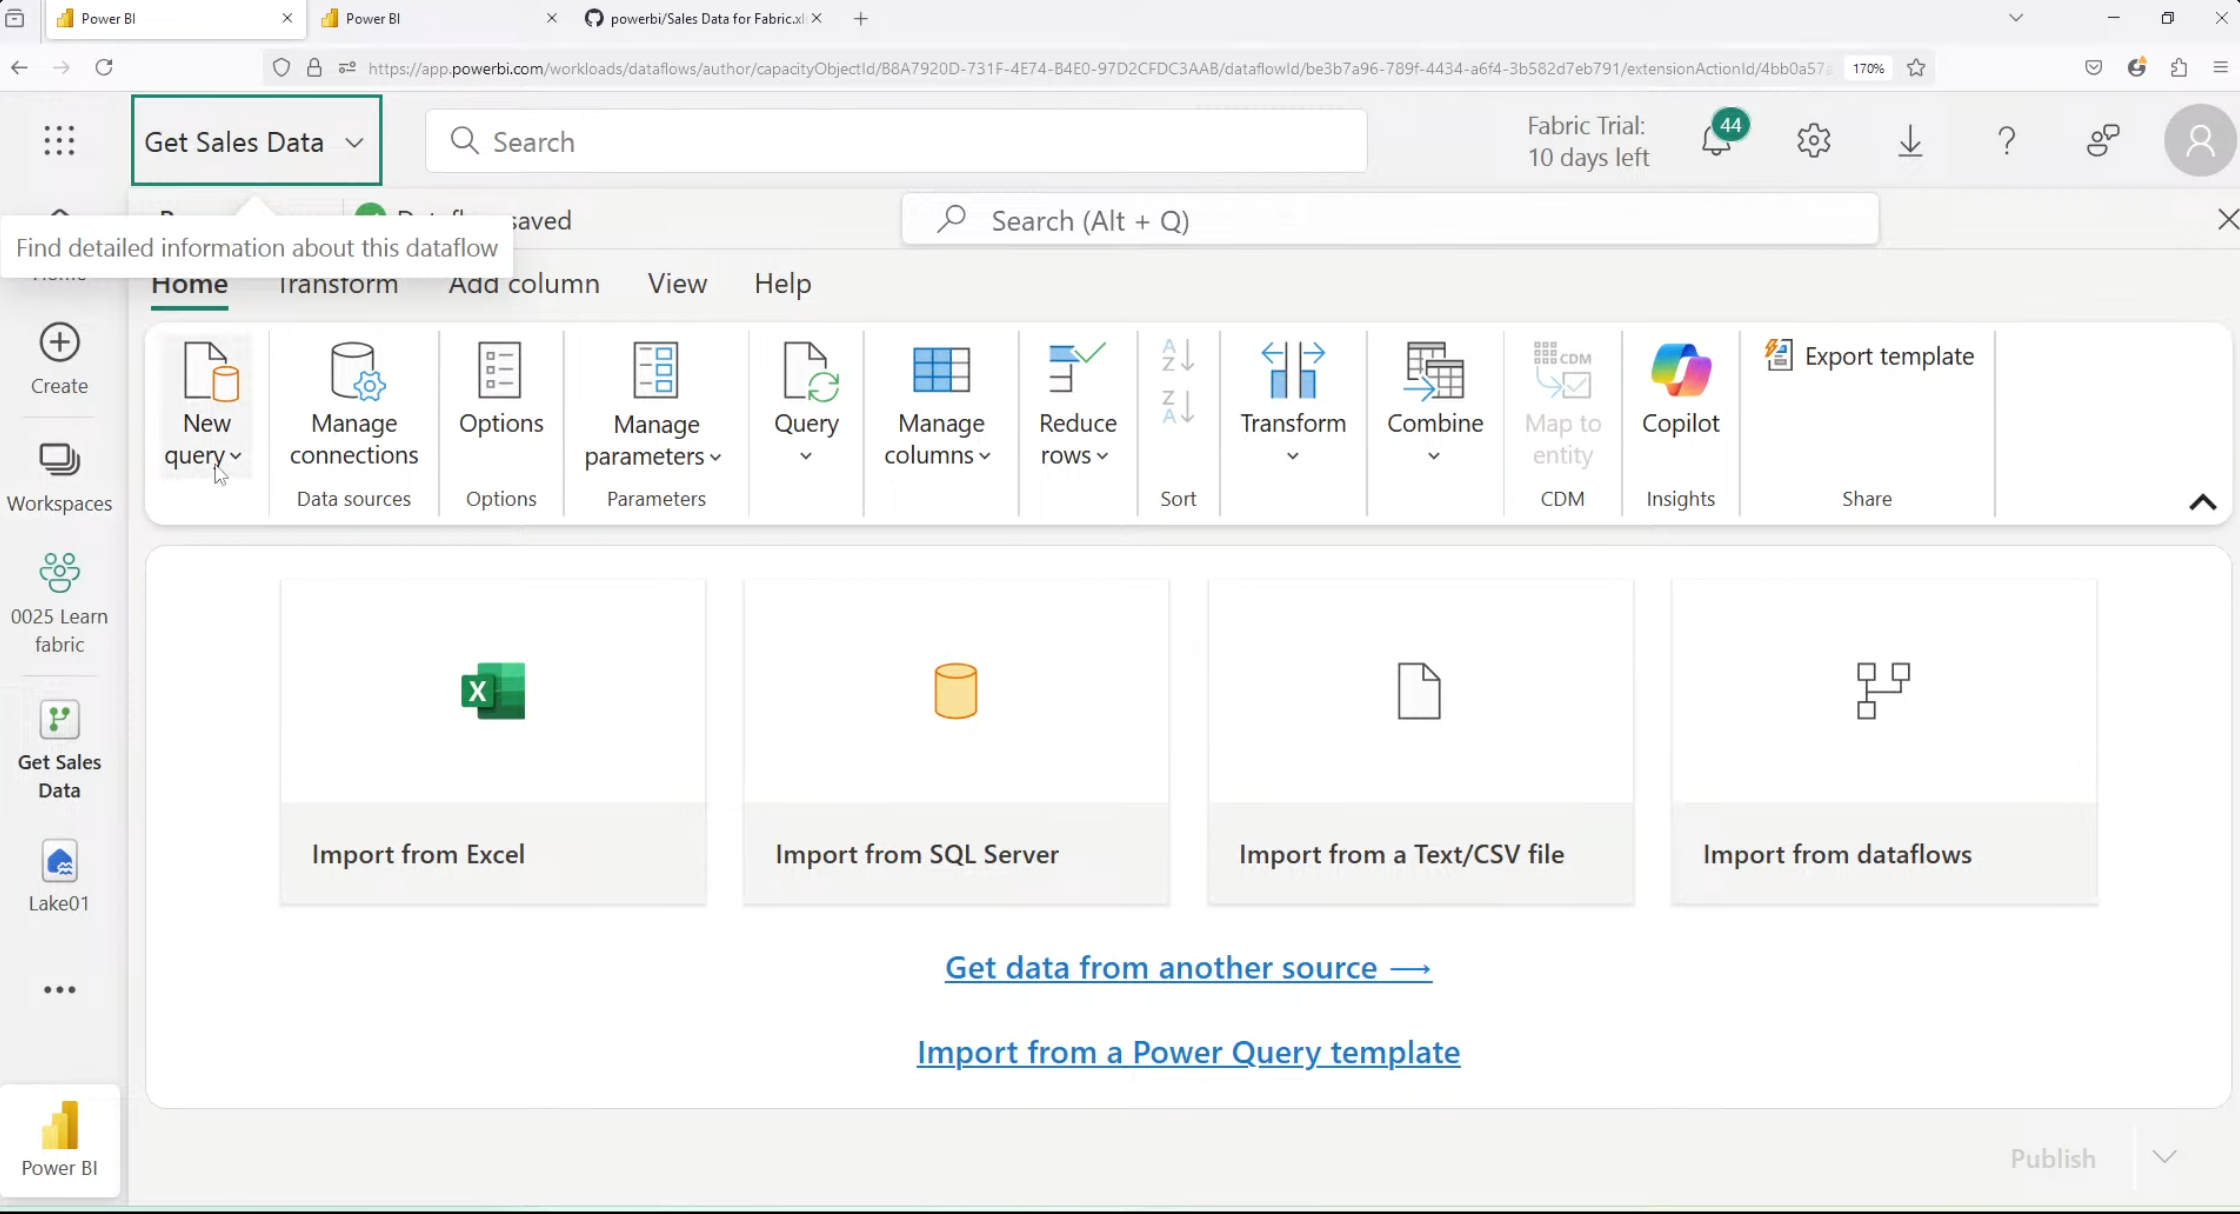 Power BI
Power BI
powerbi/Sales Data for Fabric.xl
https://app.powerbi.com/workloads/dataflows/author/capacityObjectId/B8A7920D-731F-4E74-B4E0-97D2CFDC3AAB/dataflowId/be3b7a96-789f-4434-a6f4-3b582d7eb791/extensionActionId/4bb0a57
170%
Get Sales Data
Search
Fabric Trial:
10 days left
44
saved
Search (Alt + Q)
Find detailed information about this dataflow
Home
Transform
Add column
View
Help
New
query
Manage
connections
Data sources
Options
Options
Manage
parameters
Parameters
Query
Manage
columns
Reduce
rows
A
Z
Z
A
Sort
Transform
Combine
CDM
Map to
entity
CDM
Copilot
Insights
Export template
Share
Create
Workspaces
0025 Learn
fabric
Get Sales
Data
Lake01
Power BI
X
Import from Excel
Import from SQL Server
Import from a Text/CSV file
Import from dataflows
Get data from another source
Import from a Power Query template
Publish